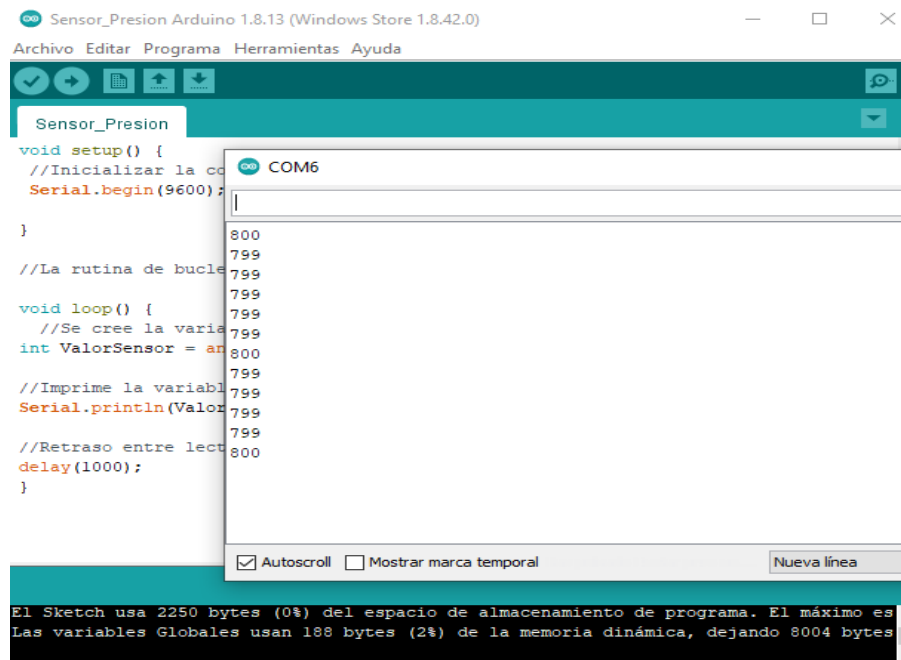 Sensor_Presion Arduino 1.8.13 (Windows Store 1.8.42.0)
Archivo Editar Programa Herramientas Ayuda
Sensor_Presion
void setup() {
//Inicializar la co
Serial.begin(9600);
}
//La rutina de bucle
void loop() {
//Se cree la varia
int ValorSensor = an
//Imprime la variabl
Serial.println(Valor
//Retraso entre lect
delay(1000);
}
COM6
800
799
799
799
799
799
800
799
799
799
799
800
Autoscroll Mostrar marca temporal Nueva línea
El Sketch usa 2250 bytes (0%) del espacio de almacenamiento de programa. El máximo es
Las variables Globales usan 188 bytes (2%) de la memoria dinámica, dejando 8004 bytes